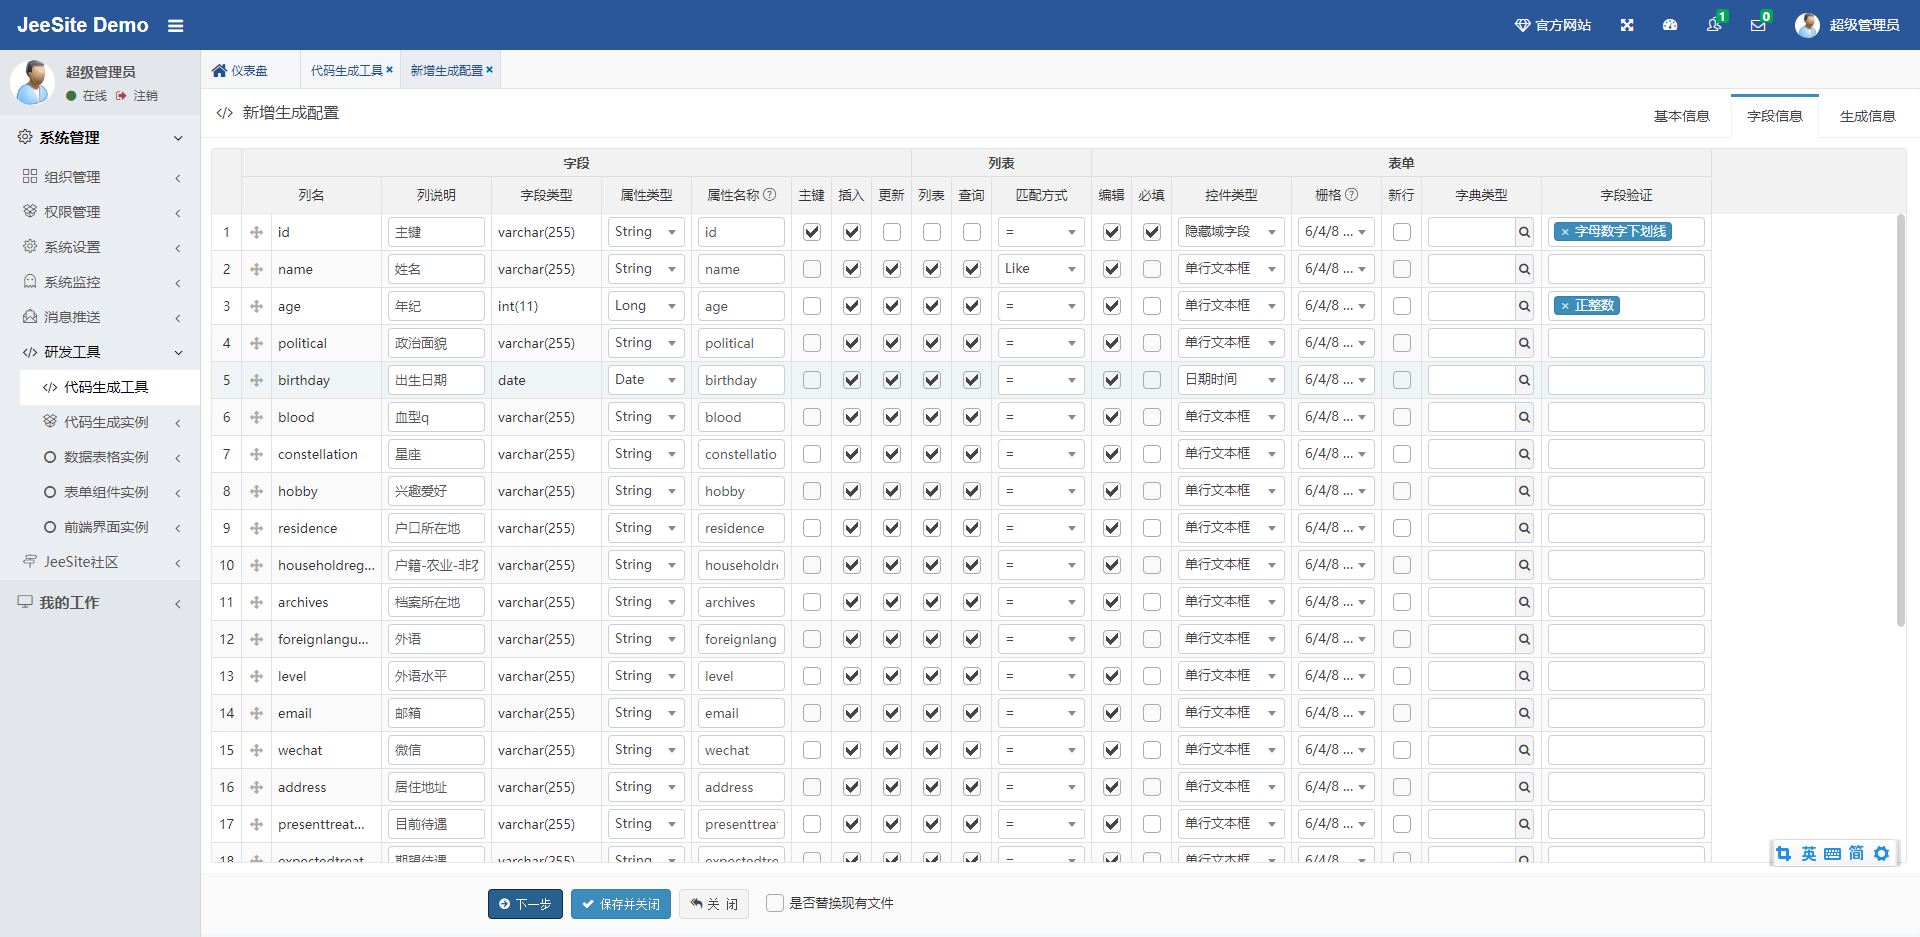 JeeSite Demo
官方网站
1
0
超级管理员
超级管理员
在线 注销
仪表盘
代码生成工具 ×
新增生成配置 ×
系统管理
组织管理
权限管理
系统设置
系统监控
消息推送
研发工具
代码生成工具
代码生成实例
数据表格实例
表单组件实例
前端界面实例
JeeSite社区
我的工作
新增生成配置
基本信息 字段信息 生成信息
字段 列表 表单
列名 列说明 字段类型 属性类型 属性名称 主键 插入 更新 列表 查询 匹配方式 编辑 必填 控件类型 栅格 新行 字典类型 字段验证
1 id 主键 varchar(255) String id = 隐藏域字段 6/4/8 ... × 字母数字下划线
2 name 姓名 varchar(255) String name Like 单行文本框 6/4/8 ...
3 age 年纪 int(11) Long age = 单行文本框 6/4/8 ... × 正整数
4 political 政治面貌 varchar(255) String political = 单行文本框 6/4/8 ...
5 birthday 出生日期 date Date birthday = 日期时间 6/4/8 ...
6 blood 血型q varchar(255) String blood = 单行文本框 6/4/8 ...
7 constellation 星座 varchar(255) String constellatio = 单行文本框 6/4/8 ...
8 hobby 兴趣爱好 varchar(255) String hobby = 单行文本框 6/4/8 ...
9 residence 户口所在地 varchar(255) String residence = 单行文本框 6/4/8 ...
10 householdreg... 户籍-农业-非农 varchar(255) String householdre = 单行文本框 6/4/8 ...
11 archives 档案所在地 varchar(255) String archives = 单行文本框 6/4/8 ...
12 foreignlangu... 外语 varchar(255) String foreignlang = 单行文本框 6/4/8 ...
13 level 外语水平 varchar(255) String level = 单行文本框 6/4/8 ...
14 email 邮箱 varchar(255) String email = 单行文本框 6/4/8 ...
15 wechat 微信 varchar(255) String wechat = 单行文本框 6/4/8 ...
16 address 居住地址 varchar(255) String address = 单行文本框 6/4/8 ...
17 presenttreat... 目前待遇 varchar(255) String presenttreat = 单行文本框 6/4/8 ...
18 expectedtreat 期望待遇 varchar(255) String expectedtre = 单行文本框 6/4/8 ...
英 简
下一步 保存并关闭 关 闭 是否替换现有文件